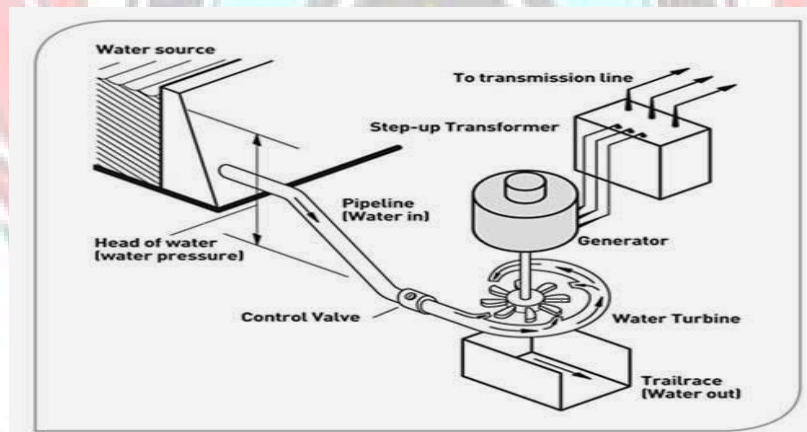 Water source
To transmission line
Step-up Transformer
Pipeline
(Water in)
Head of water
(water pressure)
Generator
Control Valve
Water Turbine
Trailrace
(Water out)